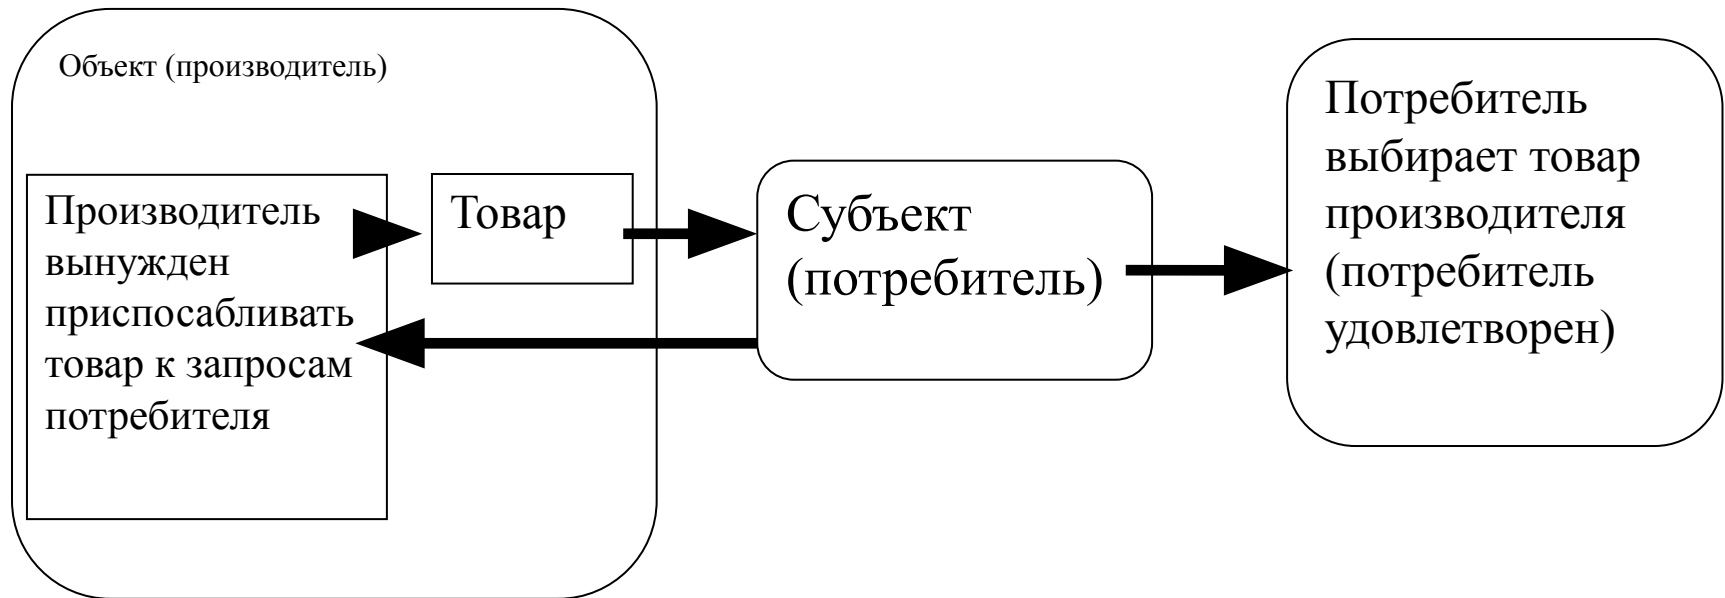 Объект (производитель)
Производитель
вынужден
приспосабливать
товар к запросам
потребителя
Товар
Субъект
(потребитель)
Потребитель
выбирает товар
производителя
(потребитель
удовлетворен)